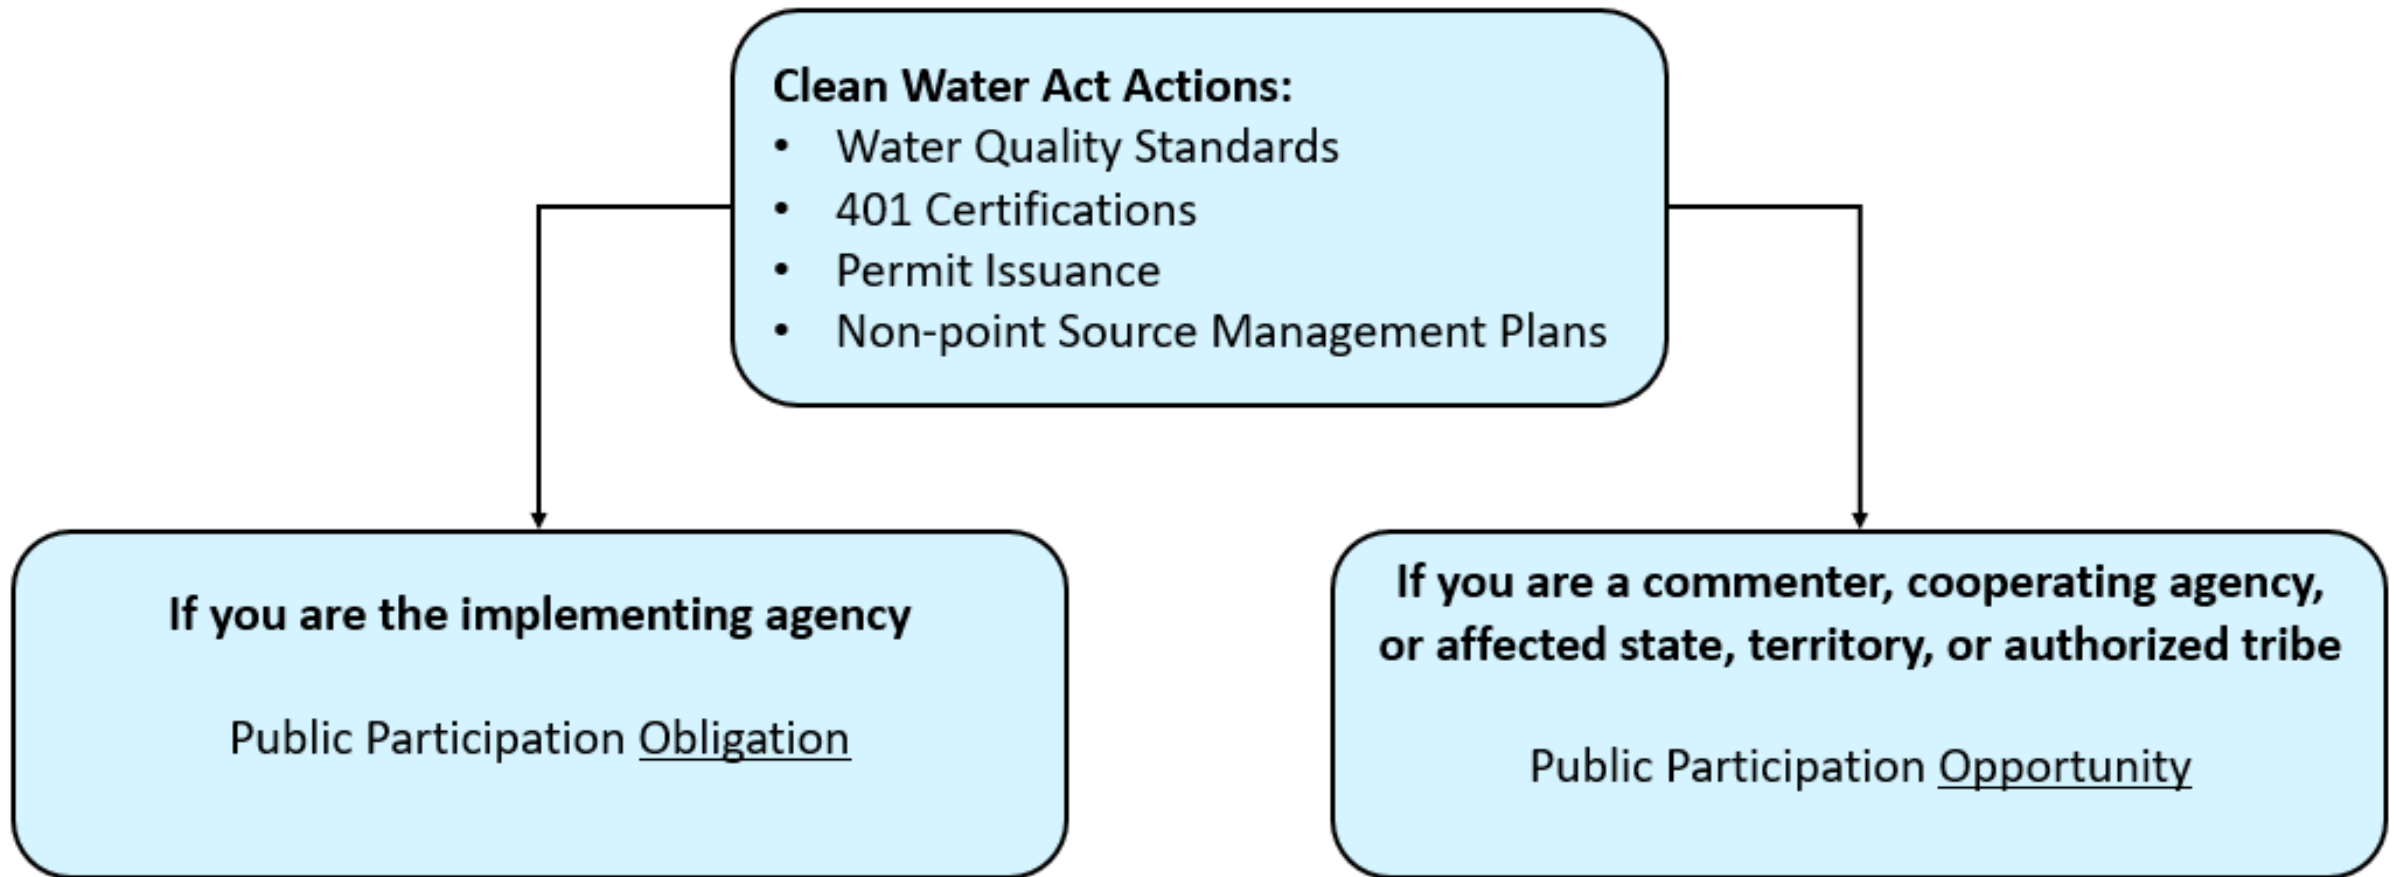 Clean Water Act Actions:
• Water Quality Standards
• 401 Certifications
• Permit Issuance
• Non-point Source Management Plans
If you are the implementing agency
Public Participation Obligation
If you are a commenter, cooperating agency,
or affected state, territory, or authorized tribe
Public Participation Opportunity